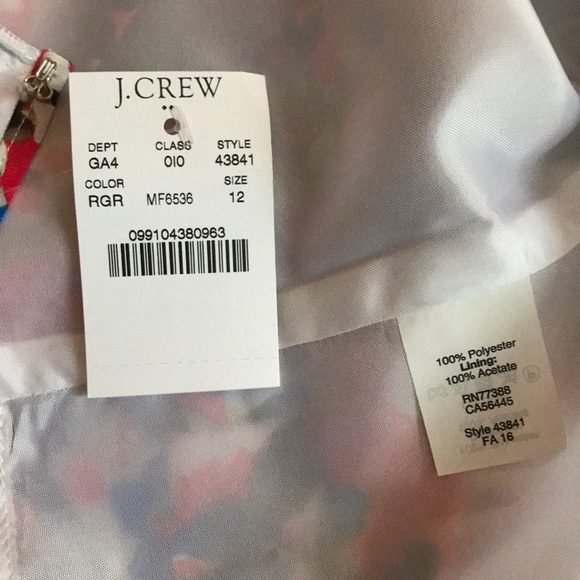 J.CREW
DEPT CLASS STYLE
GA4 010 43841
COLOR SIZE
RGR MF6536 12
099104380963
100% Polyester
Lining:
100% Acetate
RN77388
CA56445
Style 43841
FA 16